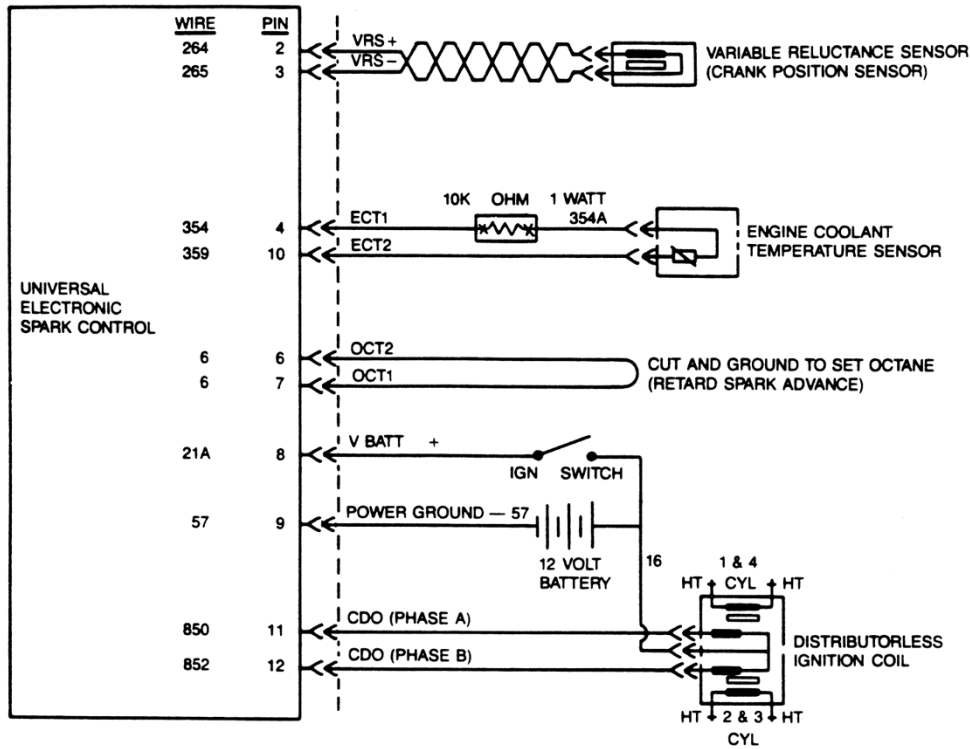 WIRE PIN
264 2 VRS+
265 3 VRS-
VARIABLE RELUCTANCE SENSOR
(CRANK POSITION SENSOR)
10K OHM 1 WATT
354 4 ECT1 354A
359 10 ECT2
ENGINE COOLANT
TEMPERATURE SENSOR
UNIVERSAL
ELECTRONIC
SPARK CONTROL
6 6 OCT2
6 7 OCT1
CUT AND GROUND TO SET OCTANE
(RETARD SPARK ADVANCE)
21A 8 V BATT +
IGN SWITCH
57 9 POWER GROUND — 57
12 VOLT
BATTERY
16
1 & 4
HT CYL HT
850 11 CDO (PHASE A)
852 12 CDO (PHASE B)
DISTRIBUTORLESS
IGNITION COIL
HT 2 & 3 HT
CYL